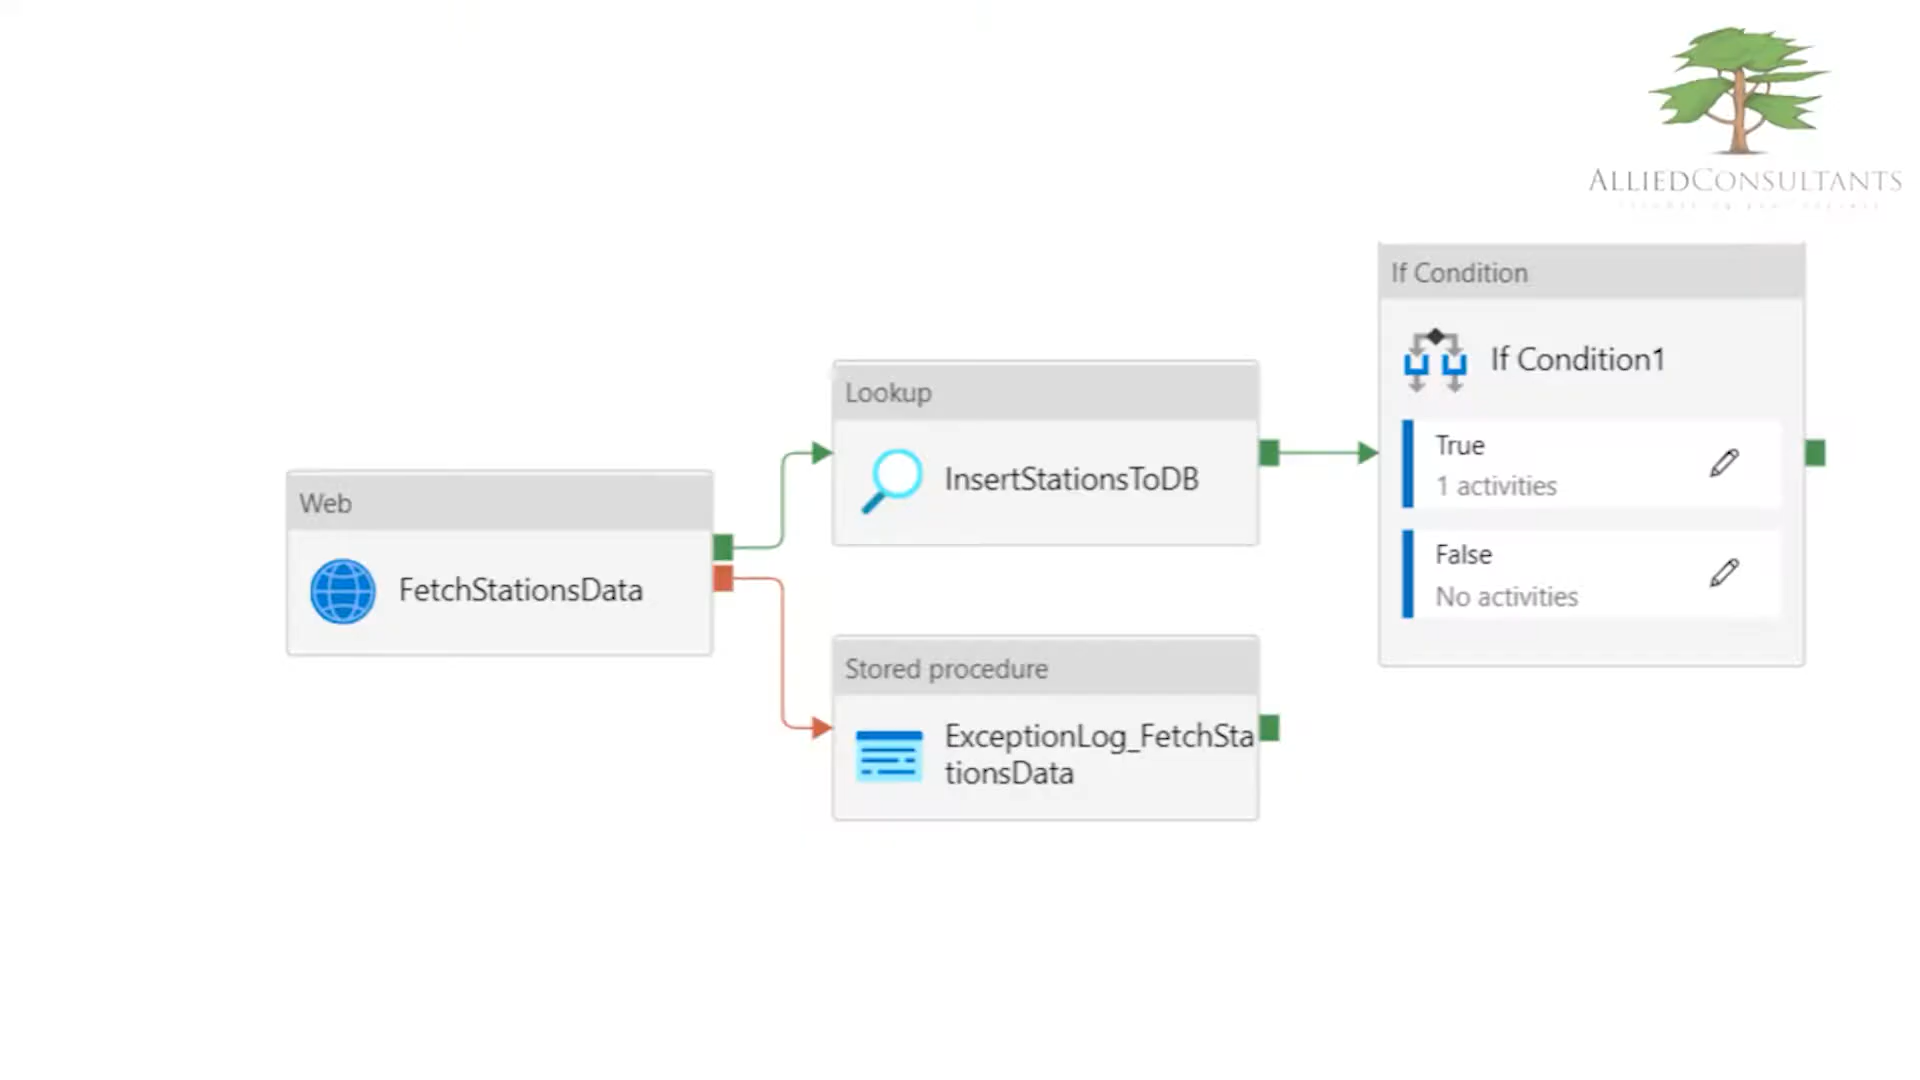 ALLIEDCONSULTANTS
If Condition
If Condition1
True
1 activities
False
No activities
Lookup
InsertStationsToDB
Web
FetchStationsData
Stored procedure
ExceptionLog_FetchSta
tionsData